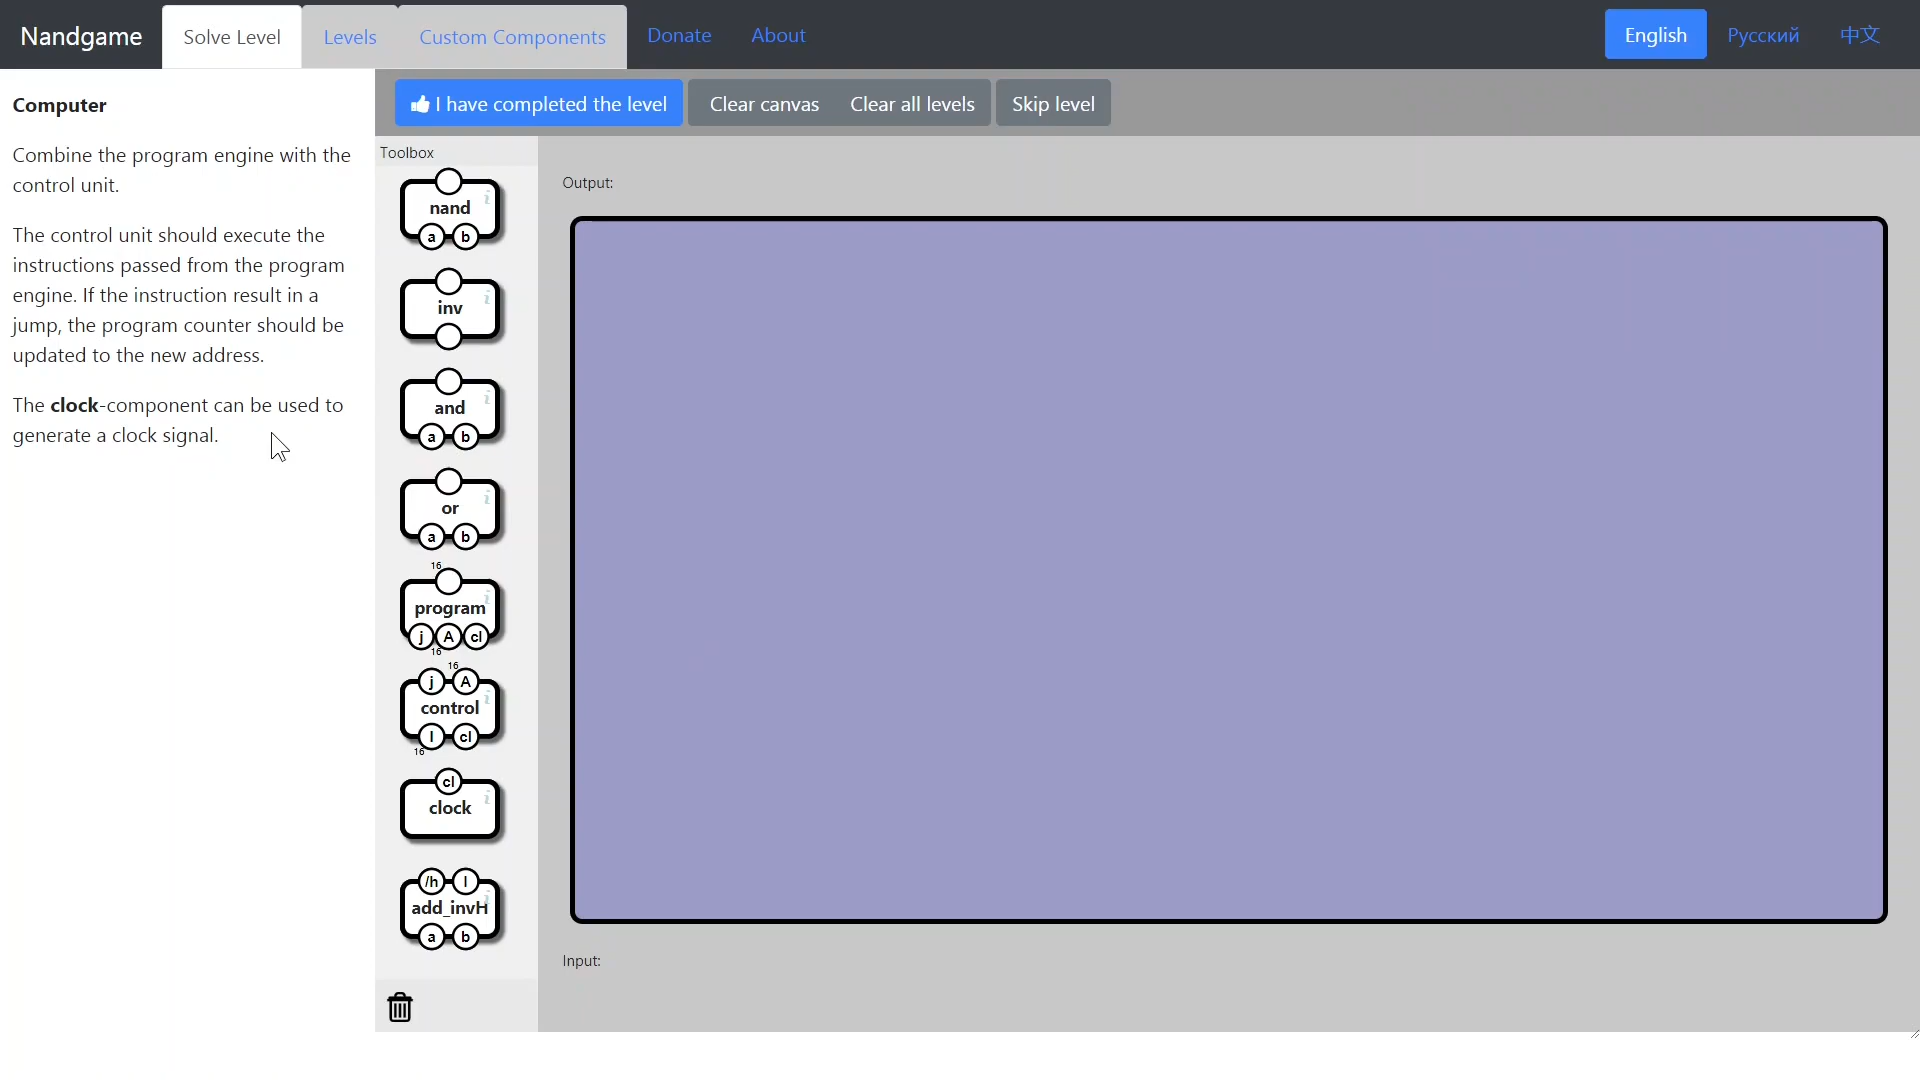 Nandgame
Solve Level
Levels
Custom Components
Donate
About
English
Русский
中文
Computer
Combine the program engine with the
control unit.
The control unit should execute the
instructions passed from the program
engine. If the instruction result in a
jump, the program counter should be
updated to the new address.
The clock-component can be used to
generate a clock signal.
I have completed the level
Clear canvas
Clear all levels
Skip level
Toolbox
nand
i
a b
inv
i
and
i
a b
or
i
a b
16
program
i
j A cl
16
16
j A
control
i
I cl
16
cl
clock
i
/h l
add_invH
i
a b
Output:
Input: